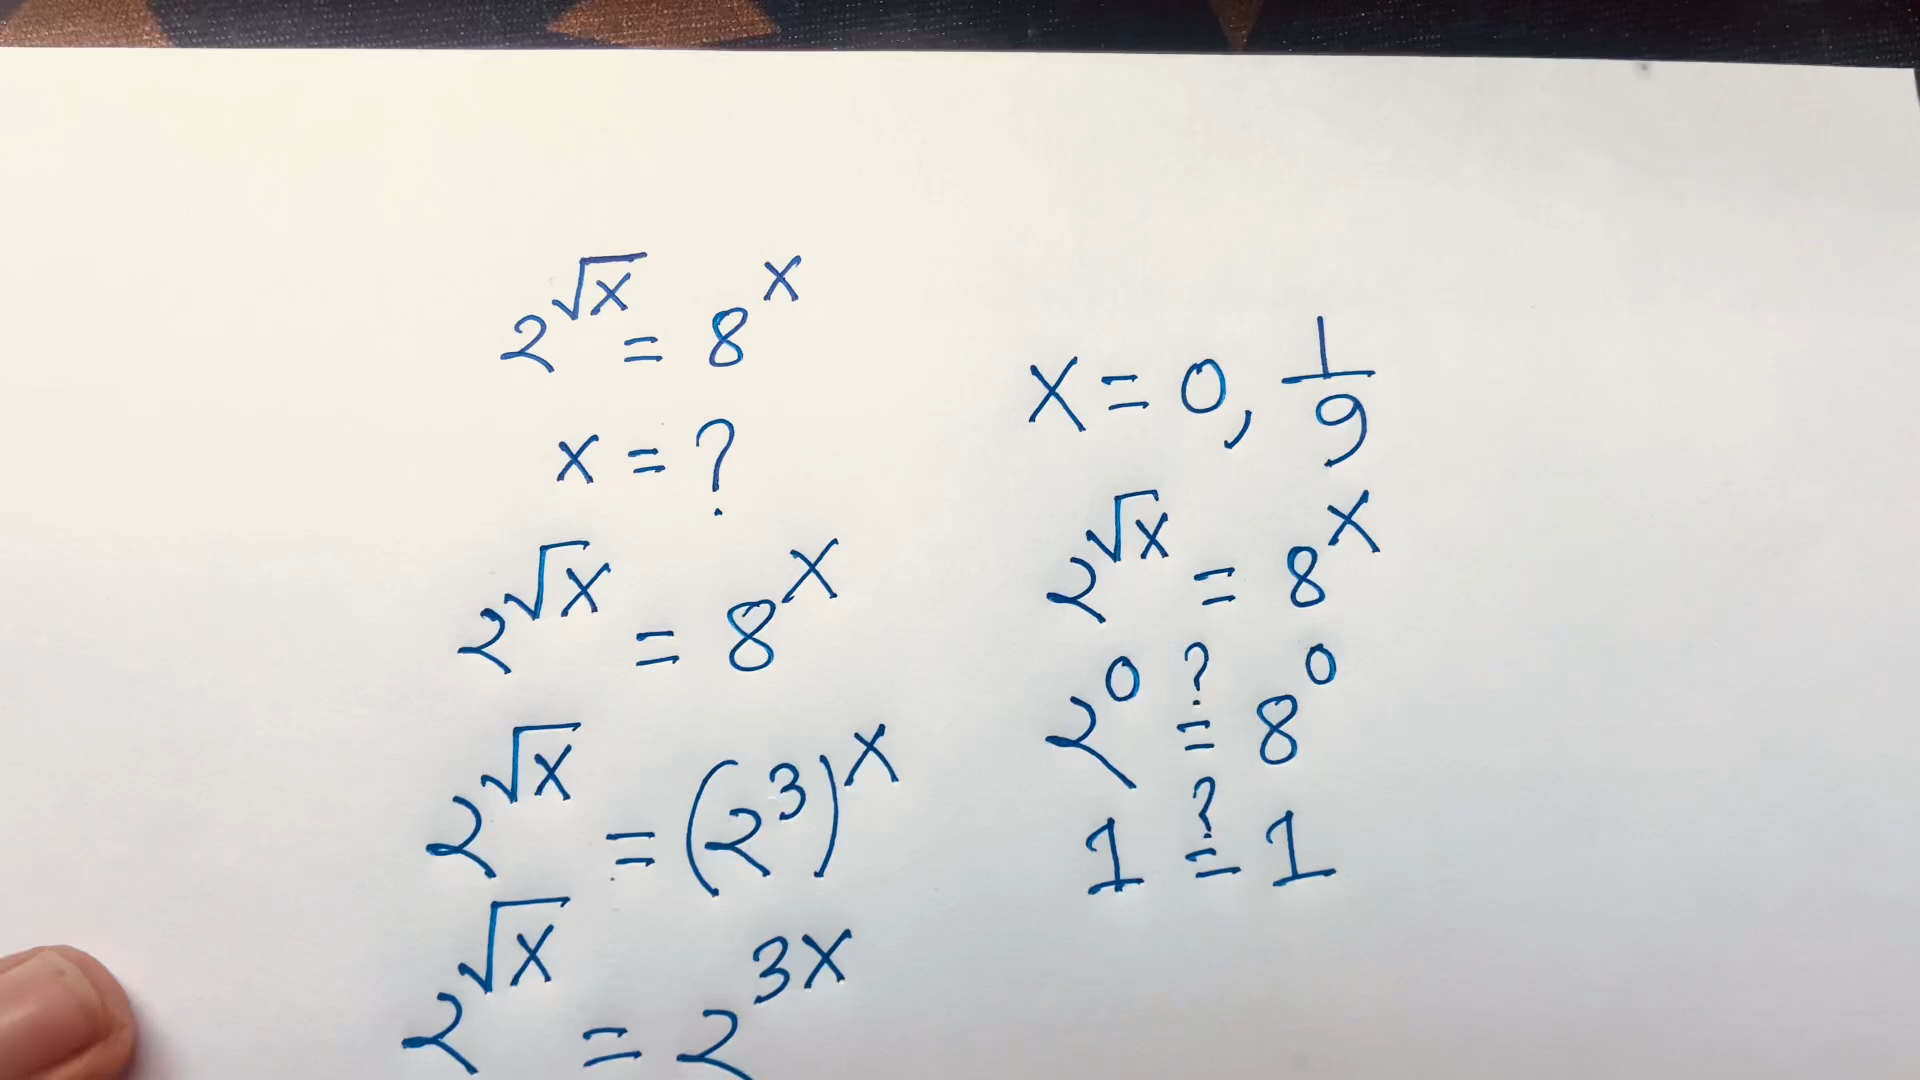 2^√x = 8^x
x = ?
2^√x = 8^x
2^√x = (2^3)^x
2^√x = 2^3x
x = 0, 1/9
2^√x = 8^x
2^0 ?= 8^0
1 ?= 1